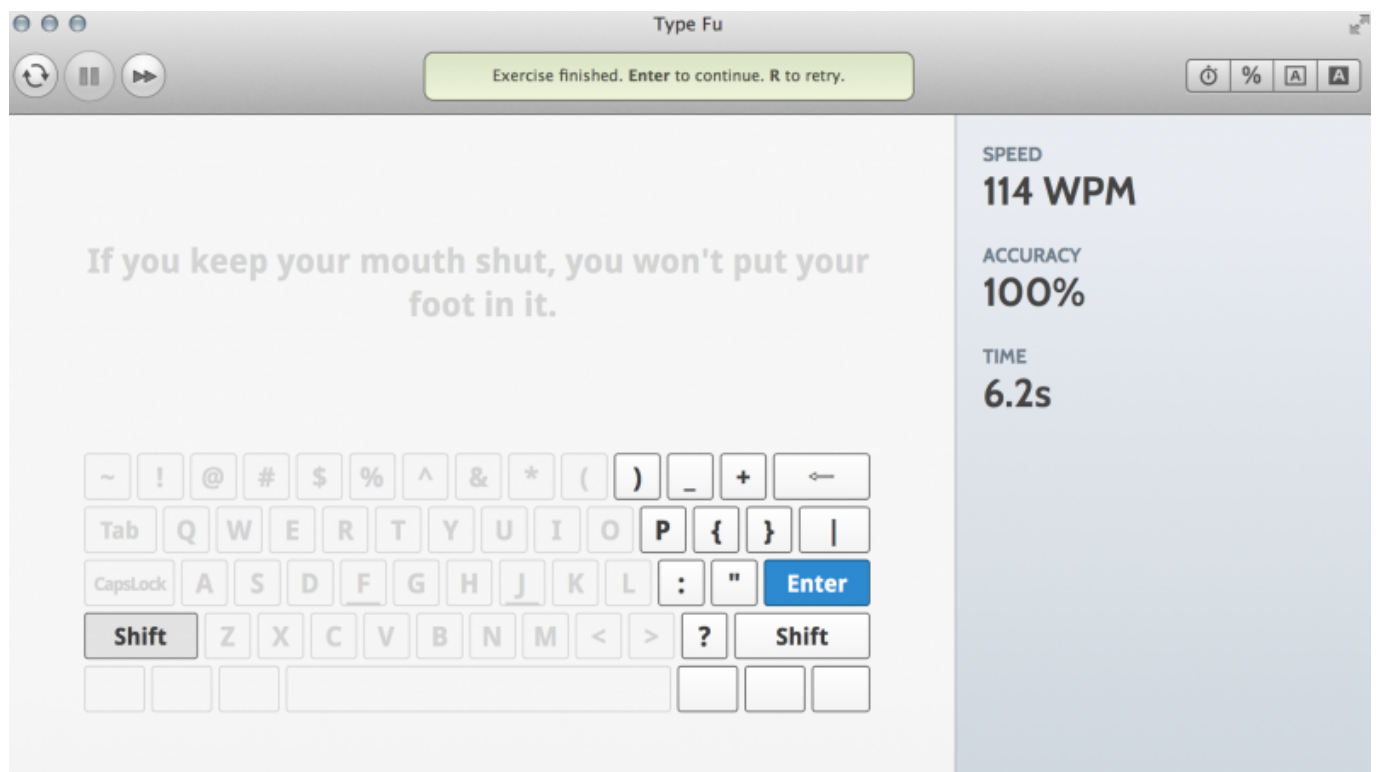 Type Fu
Exercise finished. Enter to continue. R to retry.
% A A
SPEED
114 WPM
If you keep your mouth shut, you won't put your
foot in it.
ACCURACY
100%
TIME
6.2s
~ ! @ # $ % ^ & * ( ) _ + ←
Tab Q W E R T Y U I O P { } |
CapsLock A S D F G H J K L : " Enter
Shift Z X C V B N M < > ? Shift